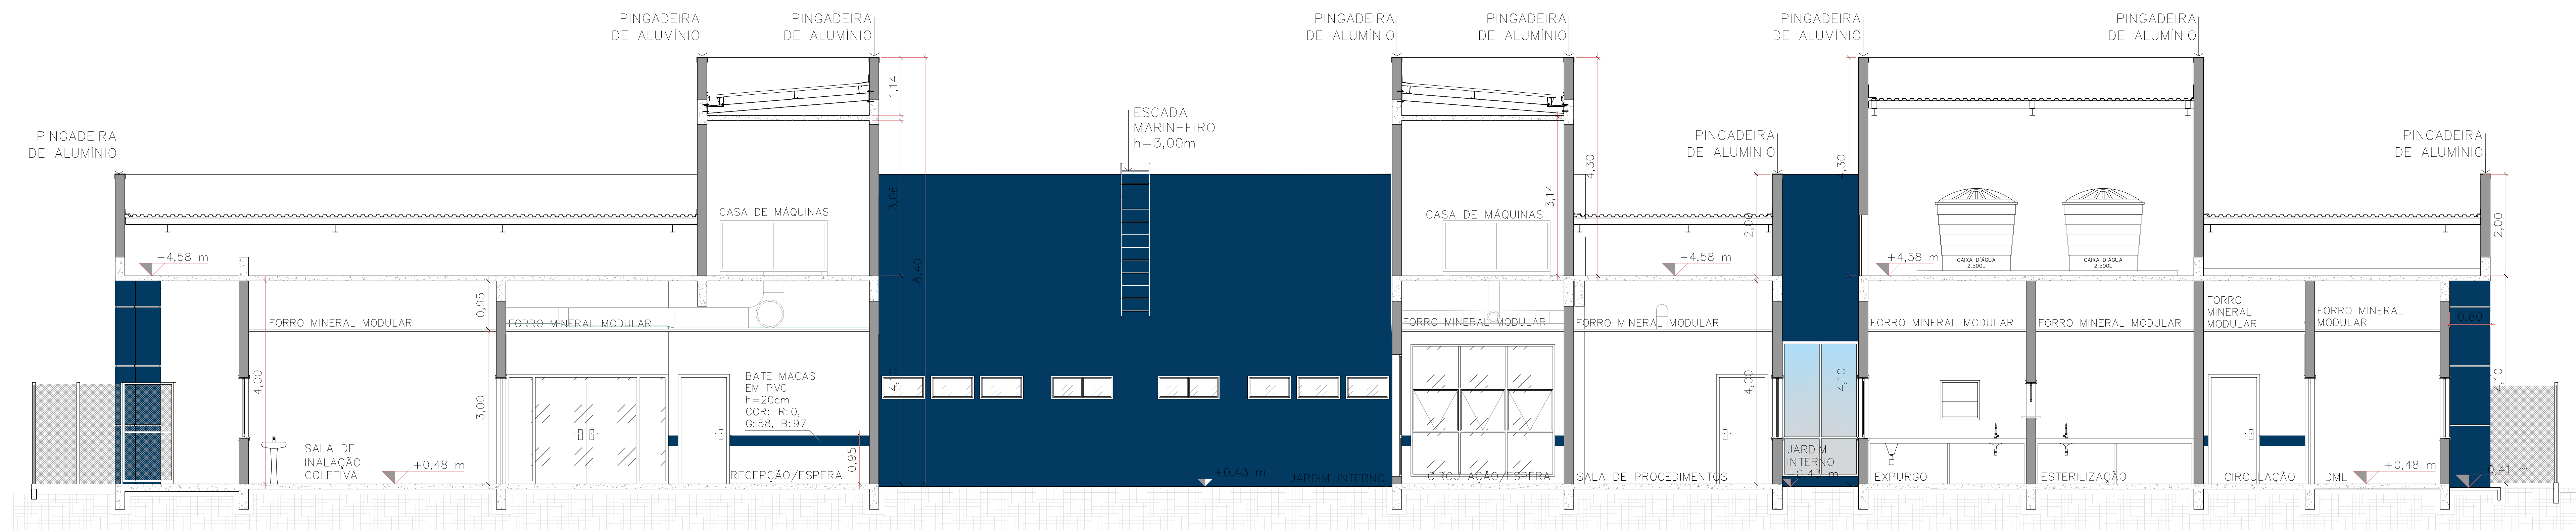 PINGADEIRA
DE ALUMÍNIO
PINGADEIRA
DE ALUMÍNIO
PINGADEIRA
DE ALUMÍNIO
PINGADEIRA
DE ALUMÍNIO
PINGADEIRA
DE ALUMÍNIO
PINGADEIRA
DE ALUMÍNIO
PINGADEIRA
DE ALUMÍNIO
PINGADEIRA
DE ALUMÍNIO
PINGADEIRA
DE ALUMÍNIO
ESCADA
MARINHEIRO
h=3,00m
1,14
3,06
8,40
4,10
4,30
3,14
2,00
2,00
CASA DE MÁQUINAS
CASA DE MÁQUINAS
+4,58 m
+4,58 m
+4,58 m
CAIXA D'ÁGUA
2.500L
CAIXA D'ÁGUA
2.500L
FORRO MINERAL MODULAR
FORRO MINERAL MODULAR
FORRO MINERAL MODULAR
FORRO MINERAL MODULAR
FORRO MINERAL MODULAR
FORRO MINERAL MODULAR
FORRO
MINERAL
MODULAR
FORRO MINERAL
MODULAR
0,80
0,95
4,00
3,00
4,00
4,10
4,10
BATE MACAS
EM PVC
h=20cm
COR: R:0,
G:58, B:97
0,95
SALA DE
INALAÇÃO
COLETIVA
+0,48 m
RECEPÇÃO/ESPERA
+0,43 m
JARDIM INTERNO
CIRCULAÇÃO/ESPERA
SALA DE PROCEDIMENTOS
JARDIM
INTERNO
+0,43 m
EXPURGO
ESTERILIZAÇÃO
CIRCULAÇÃO
DML
+0,48 m
+0,41 m